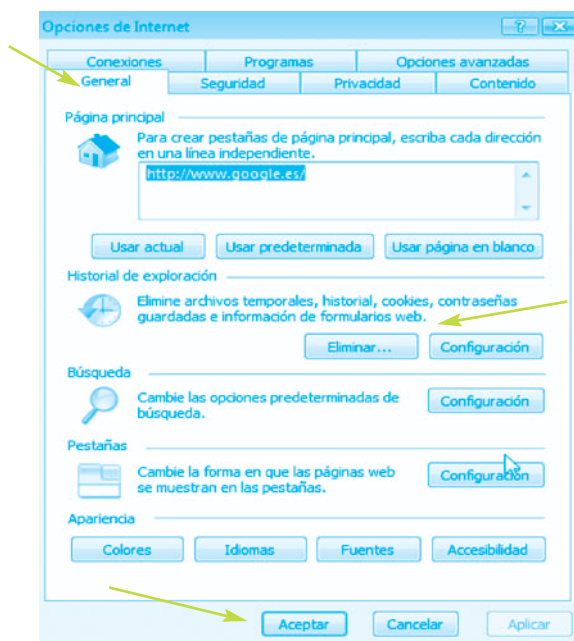 Opciones de Internet
Conexiones Programas Opciones avanzadas
General Seguridad Privacidad Contenido
Página principal
Para crear pestañas de página principal, escriba cada dirección
en una línea independiente.
http://www.google.es/
Usar actual Usar predeterminada Usar página en blanco
Historial de exploración
Elimine archivos temporales, historial, cookies, contraseñas
guardadas e información de formularios web.
Eliminar... Configuración
Búsqueda
Cambie las opciones predeterminadas de
búsqueda.
Configuración
Pestañas
Cambie la forma en que las páginas web
se muestran en las pestañas.
Configuración
Apariencia
Colores Idiomas Fuentes Accesibilidad
Aceptar Cancelar Aplicar